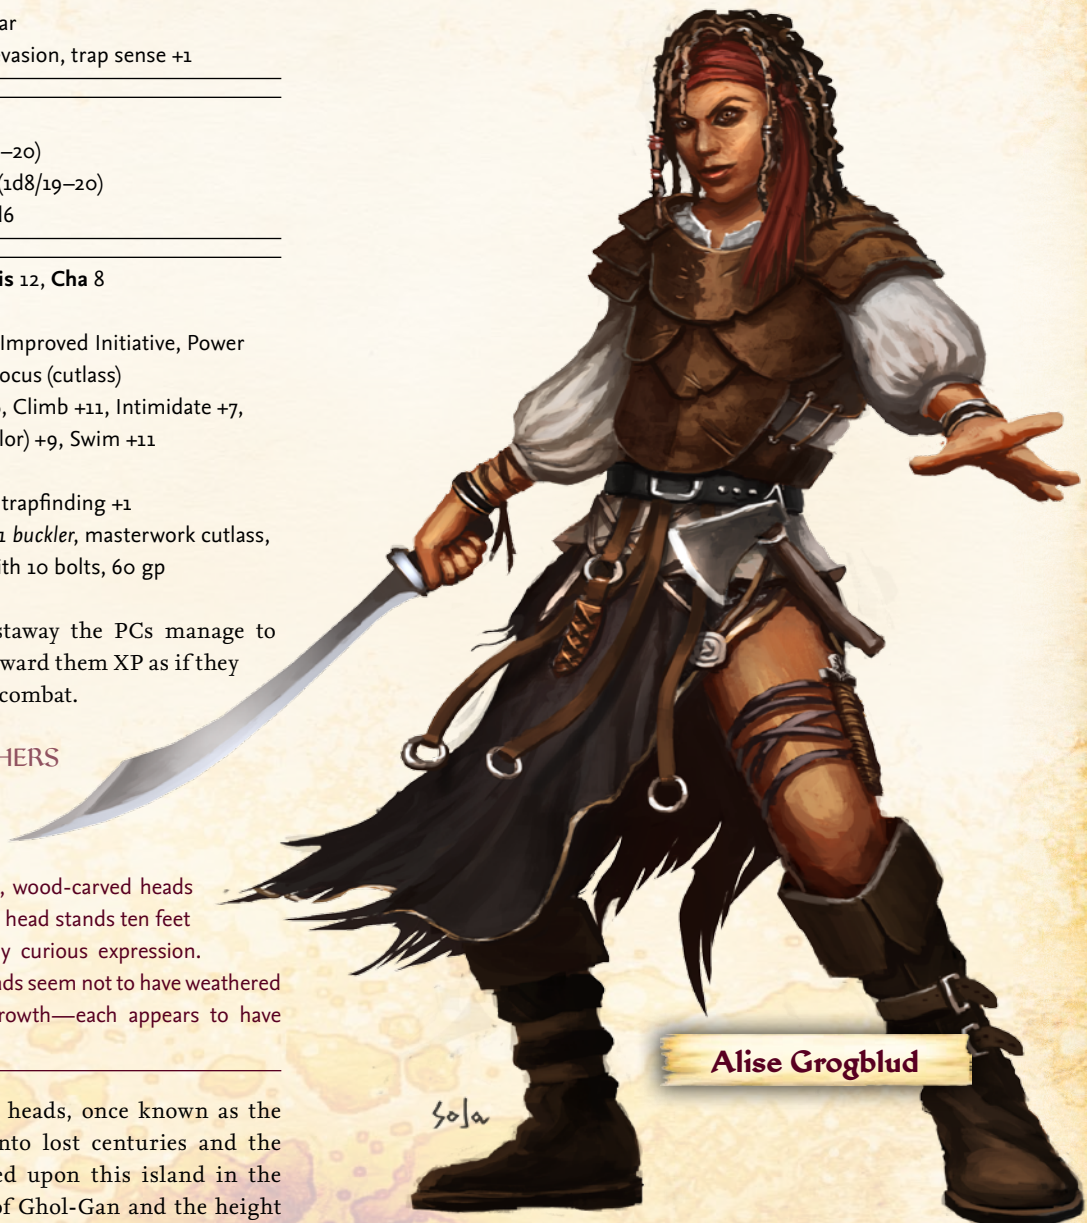 ar
vasion, trap sense +1
–20)
(1d8/19–20)
d6
is 12, Cha 8
Improved Initiative, Power
ocus (cutlass)
, Climb +11, Intimidate +7,
lor) +9, Swim +11
trapfinding +1
1 buckler, masterwork cutlass,
ith 10 bolts, 60 gp
staway the PCs manage to
ward them XP as if they
combat.
HERS
, wood-carved heads
head stands ten feet
y curious expression.
ads seem not to have weathered
rowth—each appears to have
heads, once known as the
nto lost centuries and the
ed upon this island in the
of Ghol-Gan and the height
Alise Grogblud
Sola